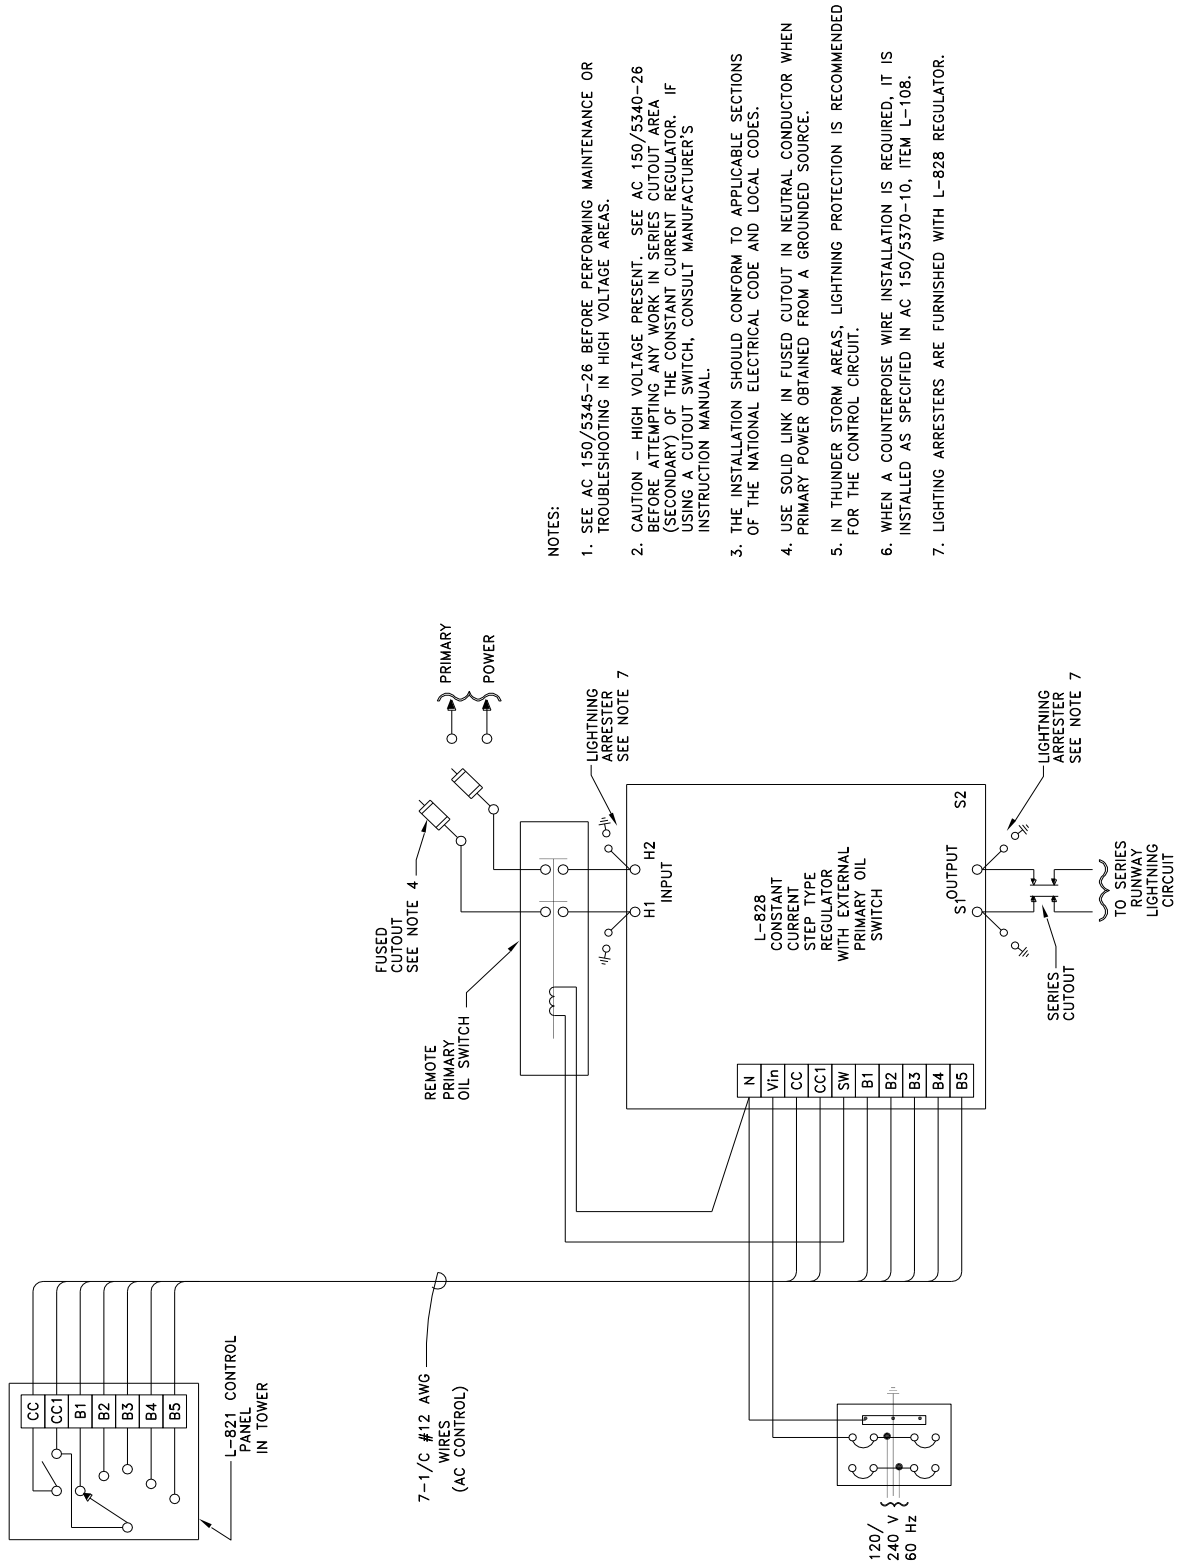 CC
CC1
B1
B2
B3
B4
B5
L-821 CONTROL
PANEL
IN TOWER
7-1/C #12 AWG
WIRES
(AC CONTROL)
120/
240 V
60 Hz
REMOTE
PRIMARY
OIL SWITCH
FUSED
CUTOUT
SEE NOTE 4
PRIMARY
POWER
LIGHTNING
ARRESTER
SEE NOTE 7
H1
H2
INPUT
L-828
CONSTANT
CURRENT
STEP TYPE
REGULATOR
WITH EXTERNAL
PRIMARY OIL
SWITCH
N
Vin
CC
CC1
SW
B1
B2
B3
B4
B5
S1
OUTPUT
S2
SERIES
CUTOUT
LIGHTNING
ARRESTER
SEE NOTE 7
TO SERIES
RUNWAY
LIGHTNING
CIRCUIT
NOTES:
1. SEE AC 150/5345-26 BEFORE PERFORMING MAINTENANCE OR
TROUBLESHOOTING IN HIGH VOLTAGE AREAS.
2. CAUTION - HIGH VOLTAGE PRESENT. SEE AC 150/5340-26
BEFORE ATTEMPTING ANY WORK IN SERIES CUTOUT AREA
(SECONDARY) OF THE CONSTANT CURRENT REGULATOR. IF
USING A CUTOUT SWITCH, CONSULT MANUFACTURER'S
INSTRUCTION MANUAL.
3. THE INSTALLATION SHOULD CONFORM TO APPLICABLE SECTIONS
OF THE NATIONAL ELECTRICAL CODE AND LOCAL CODES.
4. USE SOLID LINK IN FUSED CUTOUT IN NEUTRAL CONDUCTOR WHEN
PRIMARY POWER OBTAINED FROM A GROUNDED SOURCE.
5. IN THUNDER STORM AREAS, LIGHTNING PROTECTION IS RECOMMENDED
FOR THE CONTROL CIRCUIT.
6. WHEN A COUNTERPOISE WIRE INSTALLATION IS REQUIRED, IT IS
INSTALLED AS SPECIFIED IN AC 150/5370-10, ITEM L-108.
7. LIGHTING ARRESTERS ARE FURNISHED WITH L-828 REGULATOR.